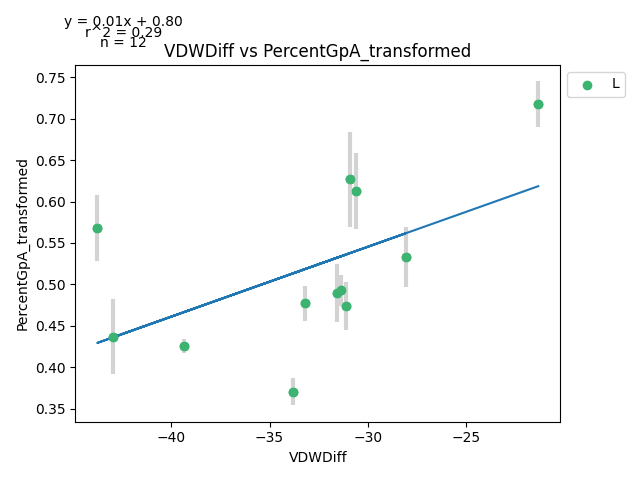 y = 0.01x + 0.80
r^2 = 0.29
n = 12
VDWDiff vs PercentGpA_transformed
L
PercentGpA_transformed
0.75
0.70
0.65
0.60
0.55
0.50
0.45
0.40
0.35
−40
−35
−30
−25
VDWDiff